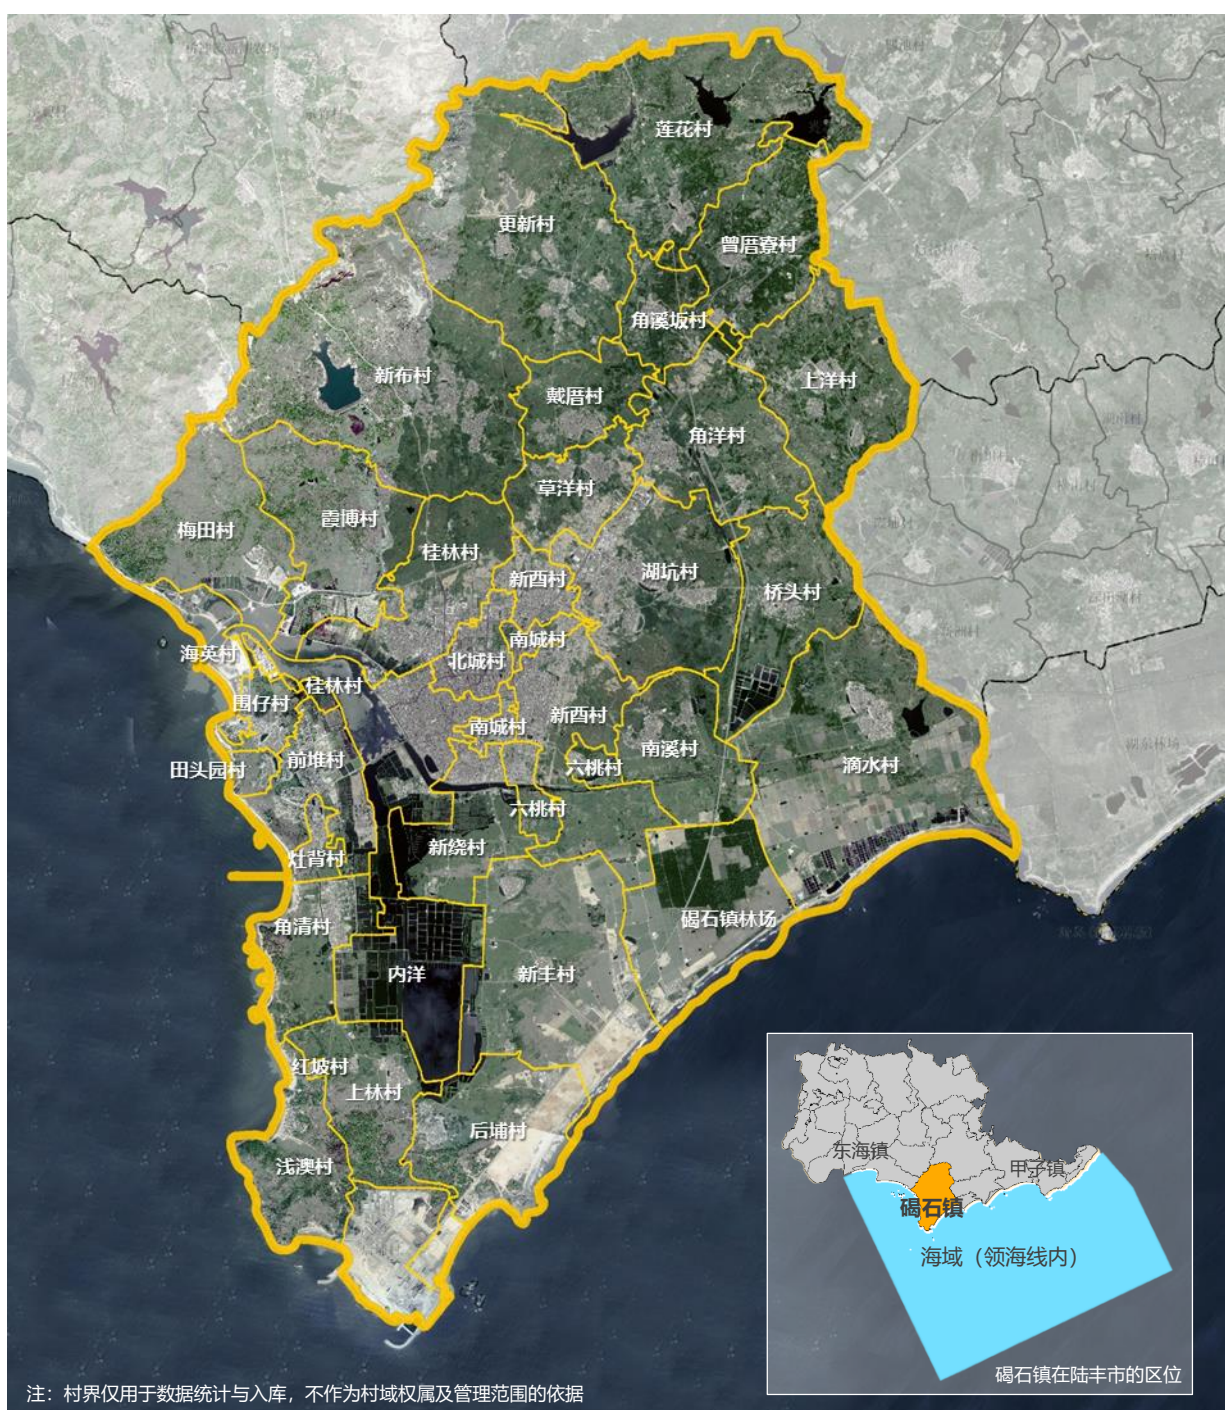 莲花村
更新村
曾厝寮村
角溪坂村
新布村
上洋村
戴厝村
角洋村
草洋村
霞博村
梅田村
桂林村
新酉村
湖坑村
桥头村
南城村
海英村
北城村
桂林村
围仔村
新酉村
南城村
南溪村
前堆村
田头园村
六桃村
滴水村
六桃村
新绕村
灶背村
碣石镇林场
角清村
内洋
新丰村
红坡村
上林村
后埔村
浅澳村
东海镇
甲子镇
碣石镇
海域（领海线内）
碣石镇在陆丰市的区位
注：村界仅用于数据统计与入库，不作为村域权属及管理范围的依据